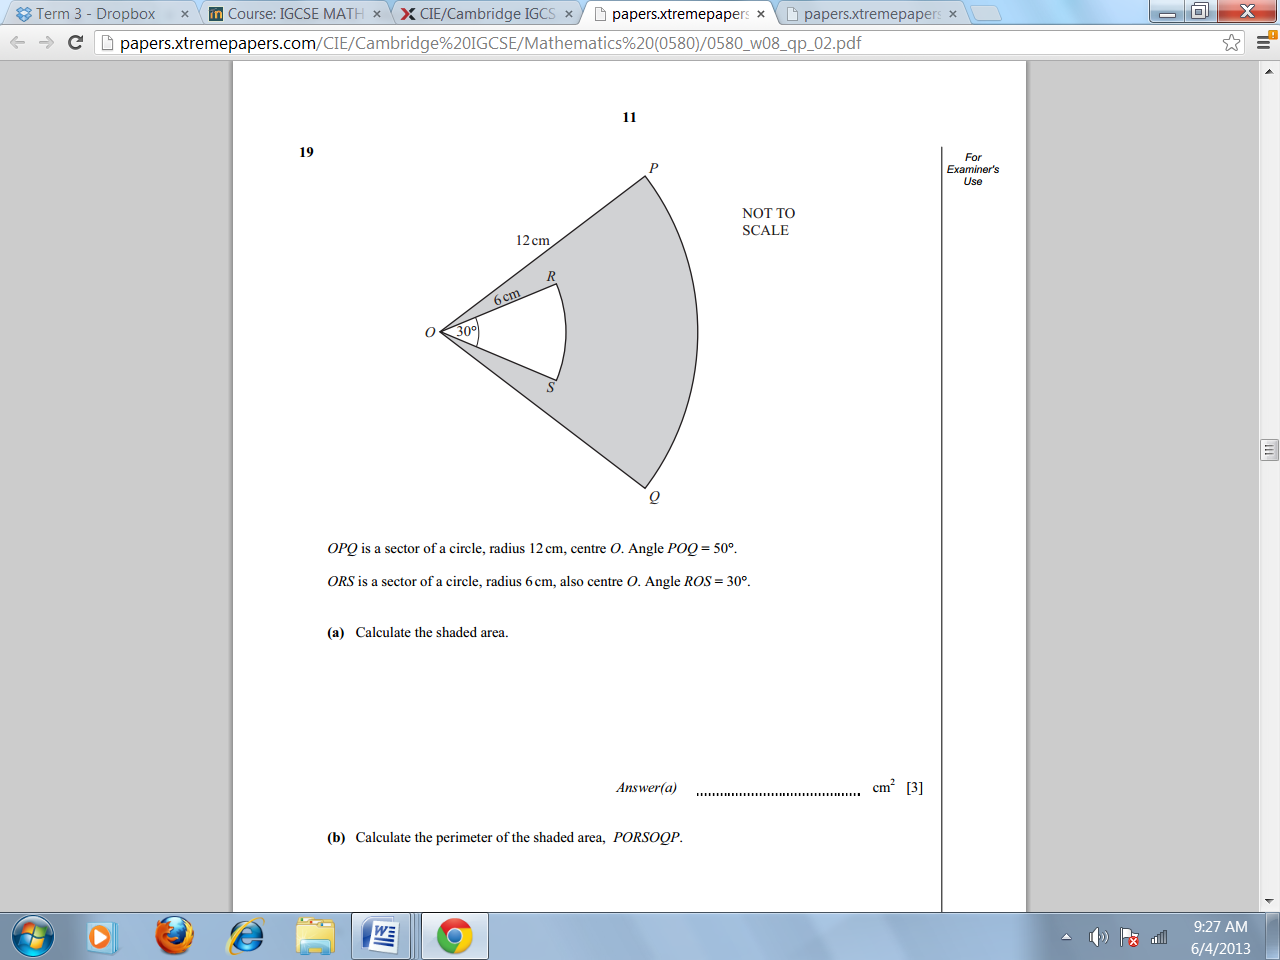 Term 3 - Dropbox
Course: IGCSE MATH
CIE/Cambridge IGCS
papers.xtremepapers
papers.xtremepapers
papers.xtremepapers.com/CIE/Cambridge%20IGCSE/Mathematics%20(0580)/0580_w08_qp_02.pdf
11
19
For
Examiner's
Use
P
NOT TO
SCALE
12 cm
R
6 cm
O
30°
S
Q
OPQ is a sector of a circle, radius 12 cm, centre O. Angle POQ = 50°.
ORS is a sector of a circle, radius 6 cm, also centre O. Angle ROS = 30°.
(a) Calculate the shaded area.
Answer(a) ........................................ cm² [3]
(b) Calculate the perimeter of the shaded area, PORSOQP.
9:27 AM
6/4/2013